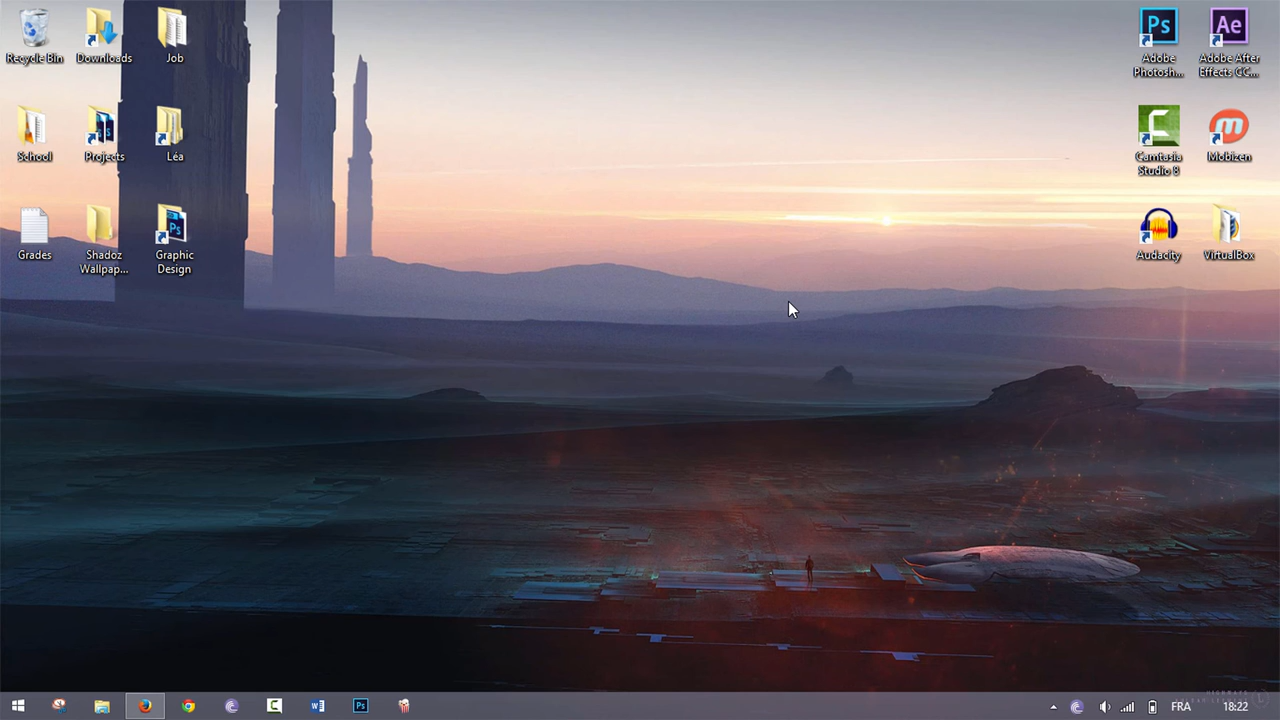 Recycle Bin
Downloads
Job
School
Projects
Léa
Grades
Shadoz
Wallpap...
Graphic
Design
Ps
Adobe
Photosh...
Ae
Adobe After
Effects CC...
Camtasia
Studio 8
Mobizen
Audacity
VirtualBox
FRA
18:22